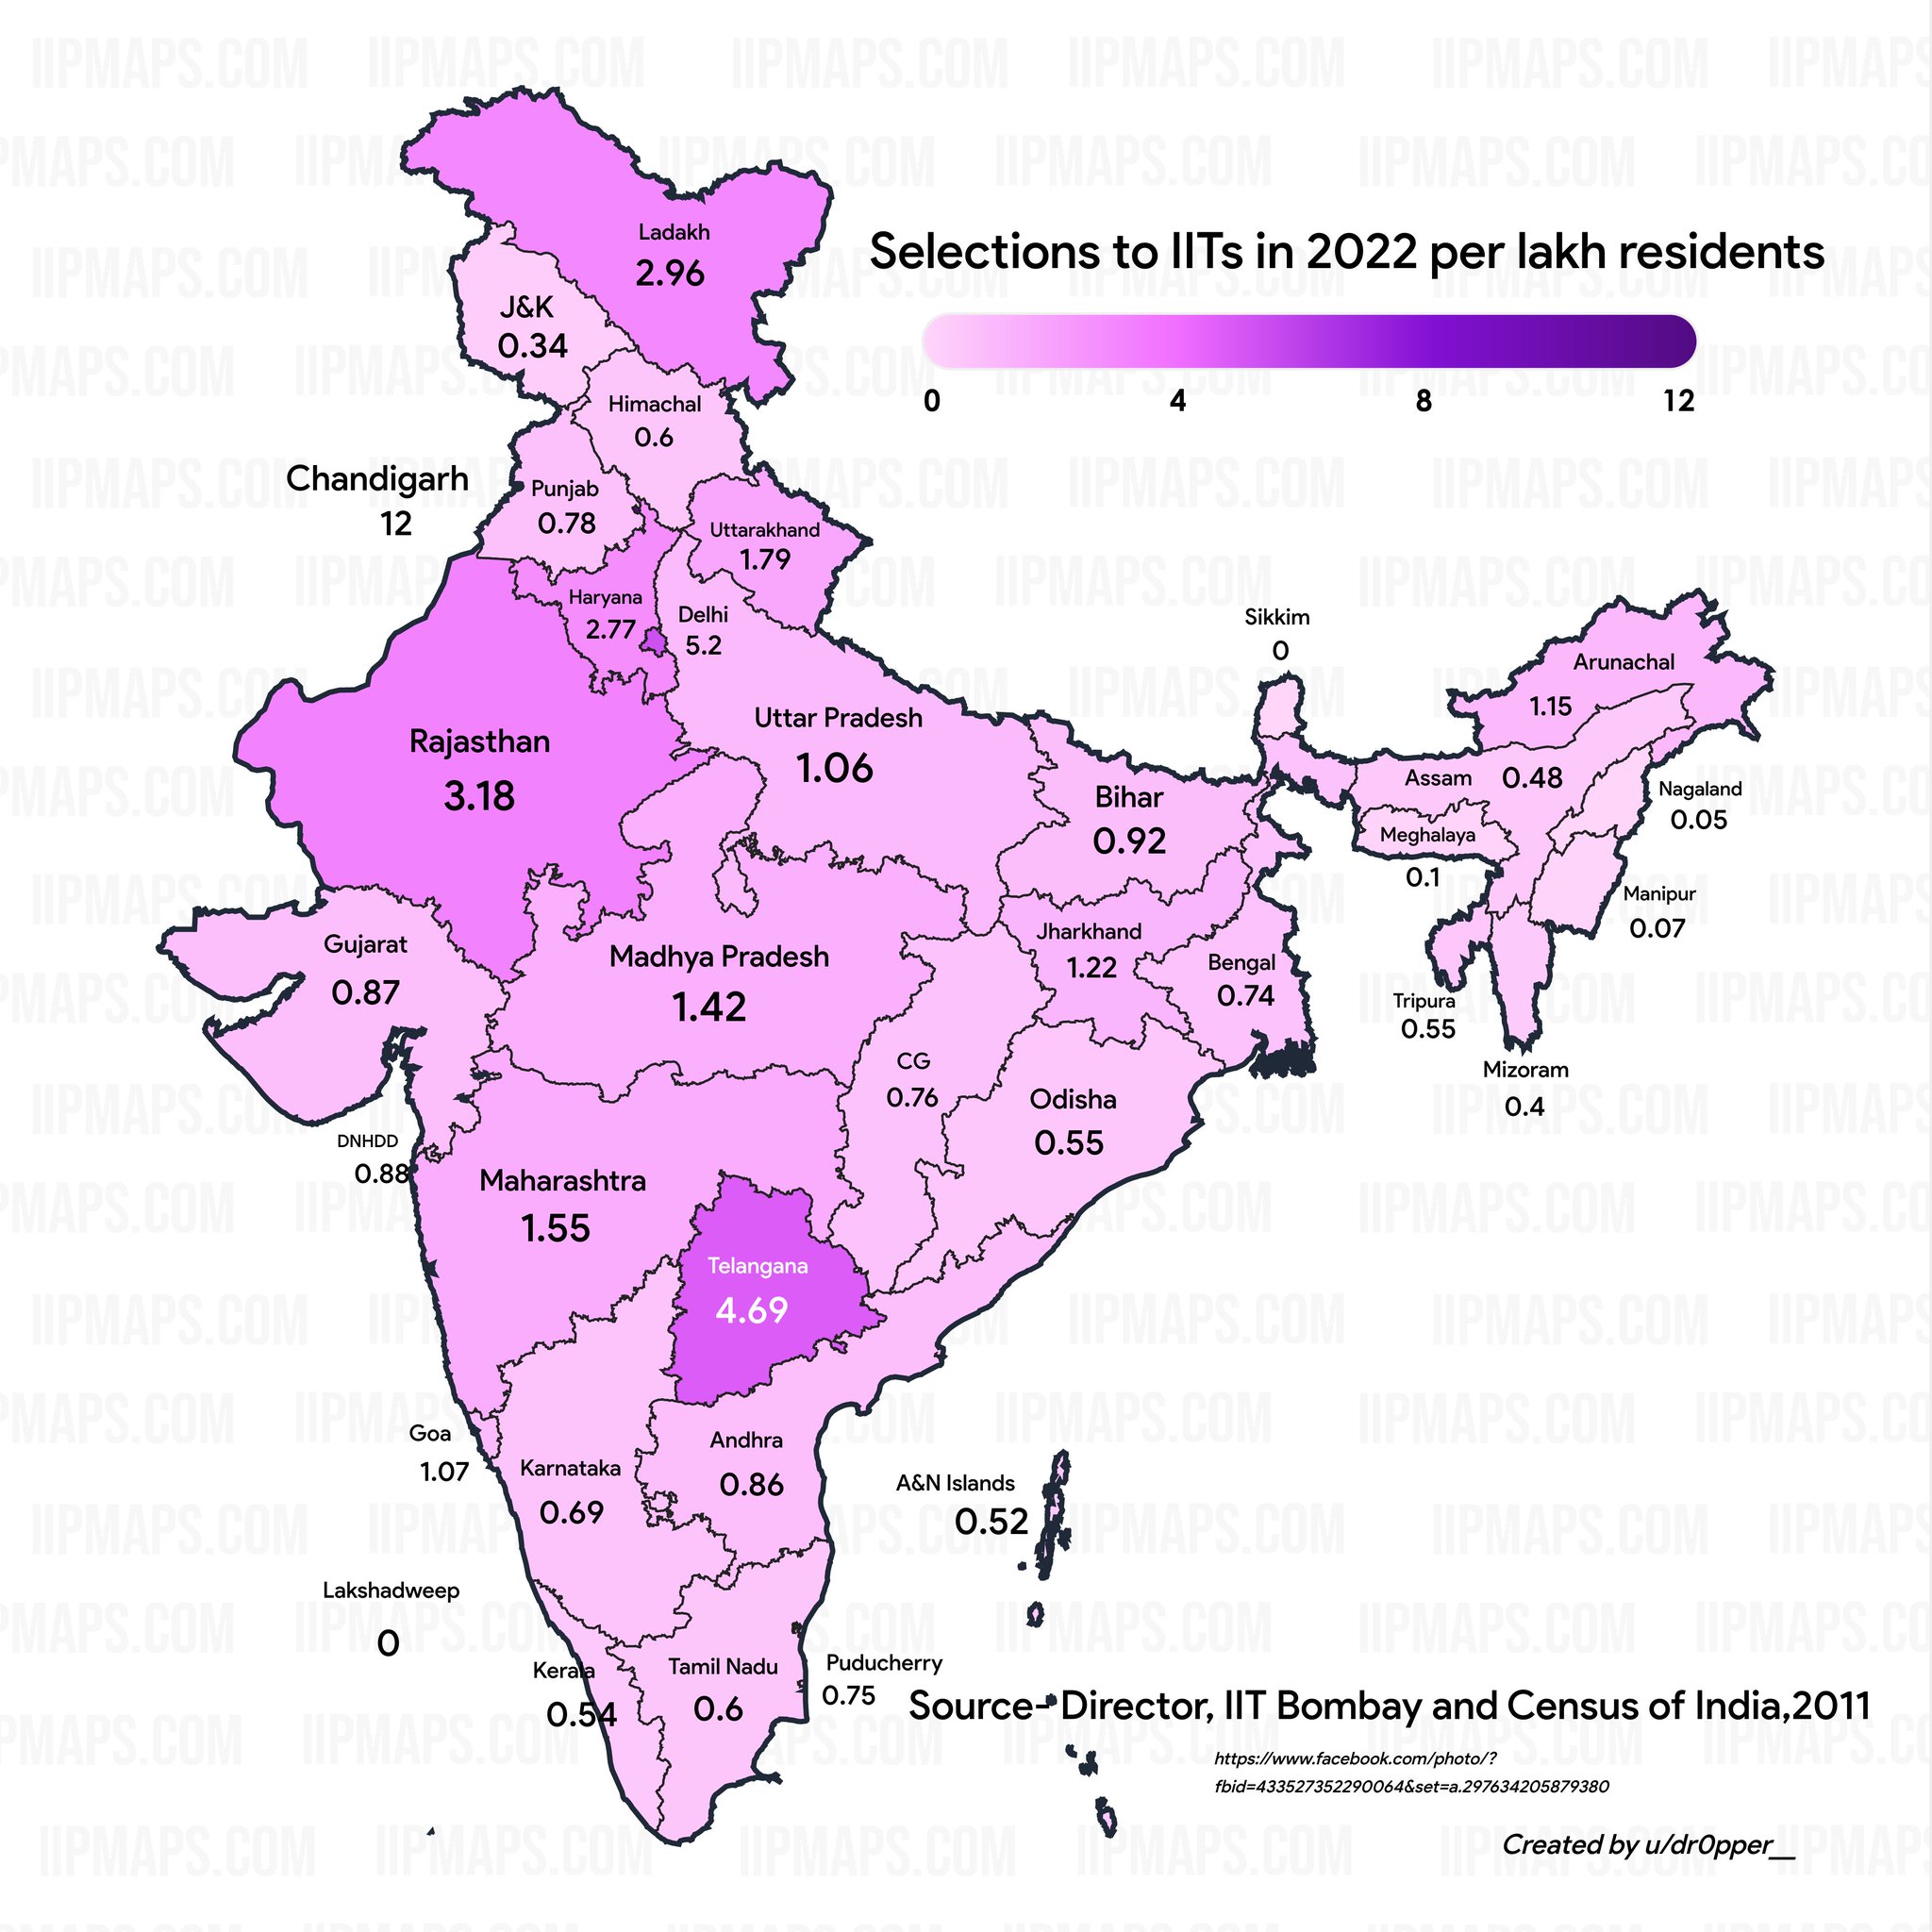 Selections to IITs in 2022 per lakh residents
0 4 8 12
Ladakh
2.96
J&K
0.34
Himachal
0.6
Chandigarh
12
Punjab
0.78
Uttarakhand
1.79
Haryana
2.77
Delhi
5.2
Sikkim
0
Arunachal
1.15
Rajasthan
3.18
Uttar Pradesh
1.06
Bihar
0.92
Assam 0.48
Nagaland
0.05
Meghalaya
0.1
Manipur
0.07
Gujarat
0.87
Madhya Pradesh
1.42
Jharkhand
1.22
Bengal
0.74
Tripura
0.55
Mizoram
0.4
CG
0.76
Odisha
0.55
DNHDD
0.88
Maharashtra
1.55
Telangana
4.69
Goa
1.07
Karnataka
0.69
Andhra
0.86
A&N Islands
0.52
Lakshadweep
0
Kerala
0.54
Tamil Nadu
0.6
Puducherry
0.75
Source- Director, IIT Bombay and Census of India,2011
https://www.facebook.com/photo/?
fbid=433527352290064&set=a.297634205879380
Created by u/dr0pper__
IIPMAPS.COM